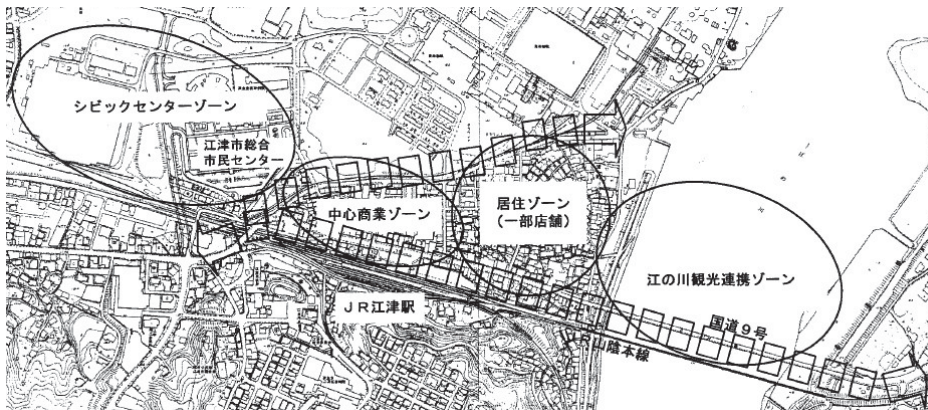 シビックセンターゾーン
江津市総合
市民センター
中心商業ゾーン
居住ゾーン
(一部店舗)
江の川観光連携ゾーン
JR江津駅
国道9号
JR山陰本線